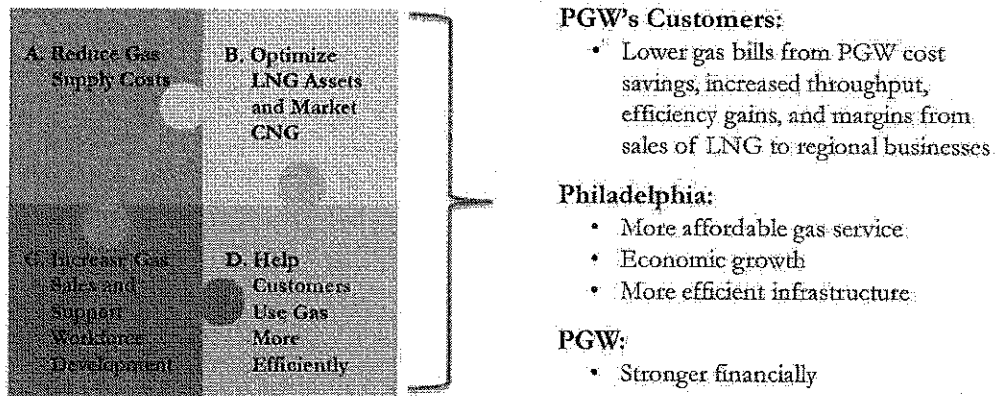 A. Reduce Gas
Supply Costs
B. Optimize
LNG Assets
and Market
CNG
C. Increase Gas
Sales and
Support
Workforce
Development
D. Help
Customers
Use Gas
More
Efficiently
PGW's Customers:
• Lower gas bills from PGW cost
savings, increased throughput,
efficiency gains, and margins from
sales of LNG to regional businesses
Philadelphia:
• More affordable gas service
• Economic growth
• More efficient infrastructure
PGW:
• Stronger financially